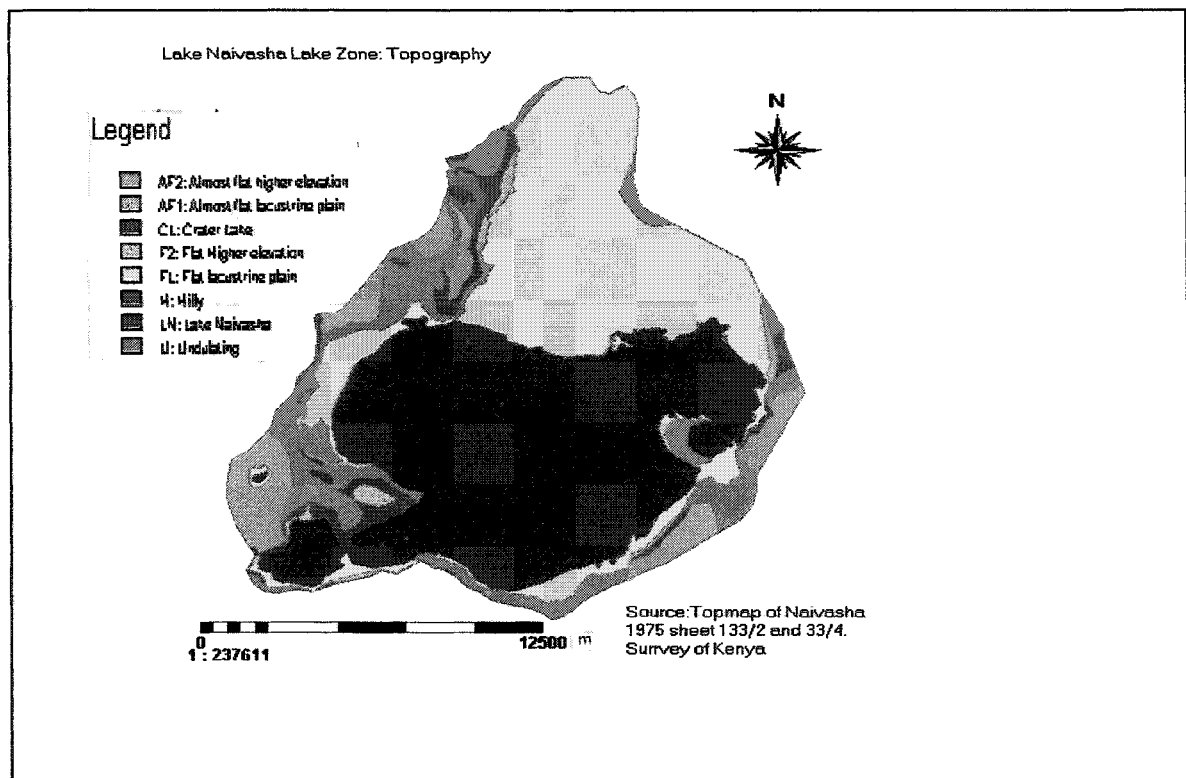 Lake Naivasha Lake Zone: Topography
N
Legend
AF2: Almost flat higher elevation
AF1: Almost flat lacustrine plain
CL: Crater Lake
F2: Flat Higher elevation
FL: Flat lacustrine plain
H: Hilly
LN: Lake Naivasha
U: Undulating
0 12500 m
1 : 237611
Source:Topmap of Naivasha
1975 sheet 133/2 and 33/4.
Surrvey of Kenya